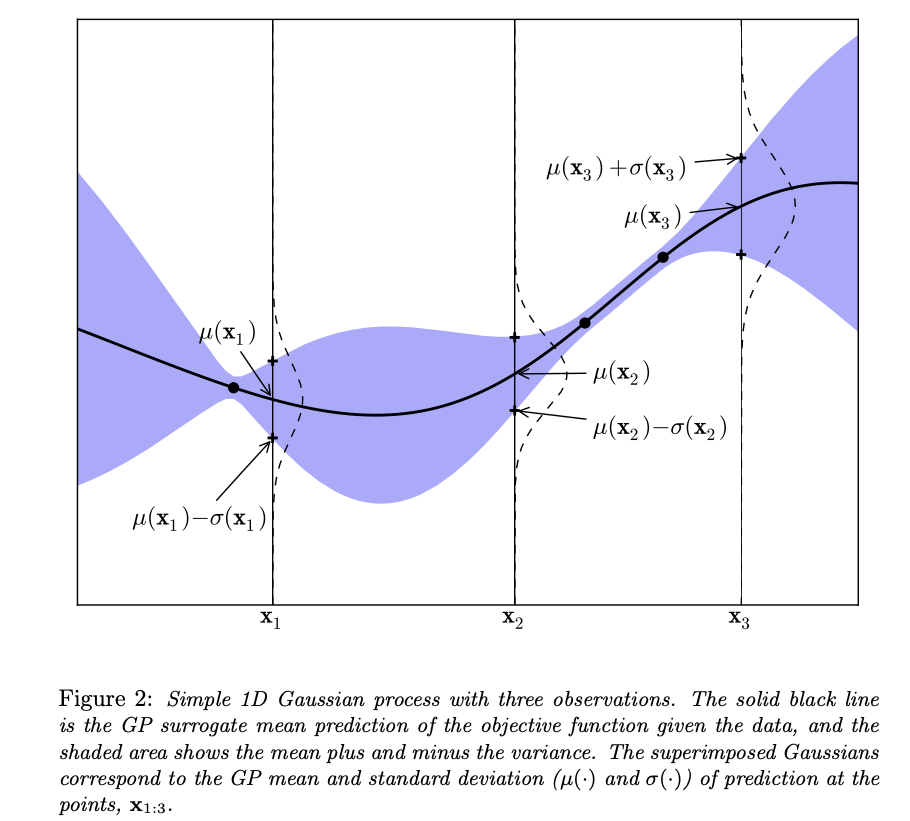 μ(x₃)+σ(x₃)
μ(x₃)
μ(x₁)
μ(x₂)
μ(x₂)−σ(x₂)
μ(x₁)−σ(x₁)
x₁ x₂ x₃
Figure 2: Simple 1D Gaussian process with three observations. The solid black line
is the GP surrogate mean prediction of the objective function given the data, and the
shaded area shows the mean plus and minus the variance. The superimposed Gaussians
correspond to the GP mean and standard deviation (μ(·) and σ(·)) of prediction at the
points, x₁:₃.